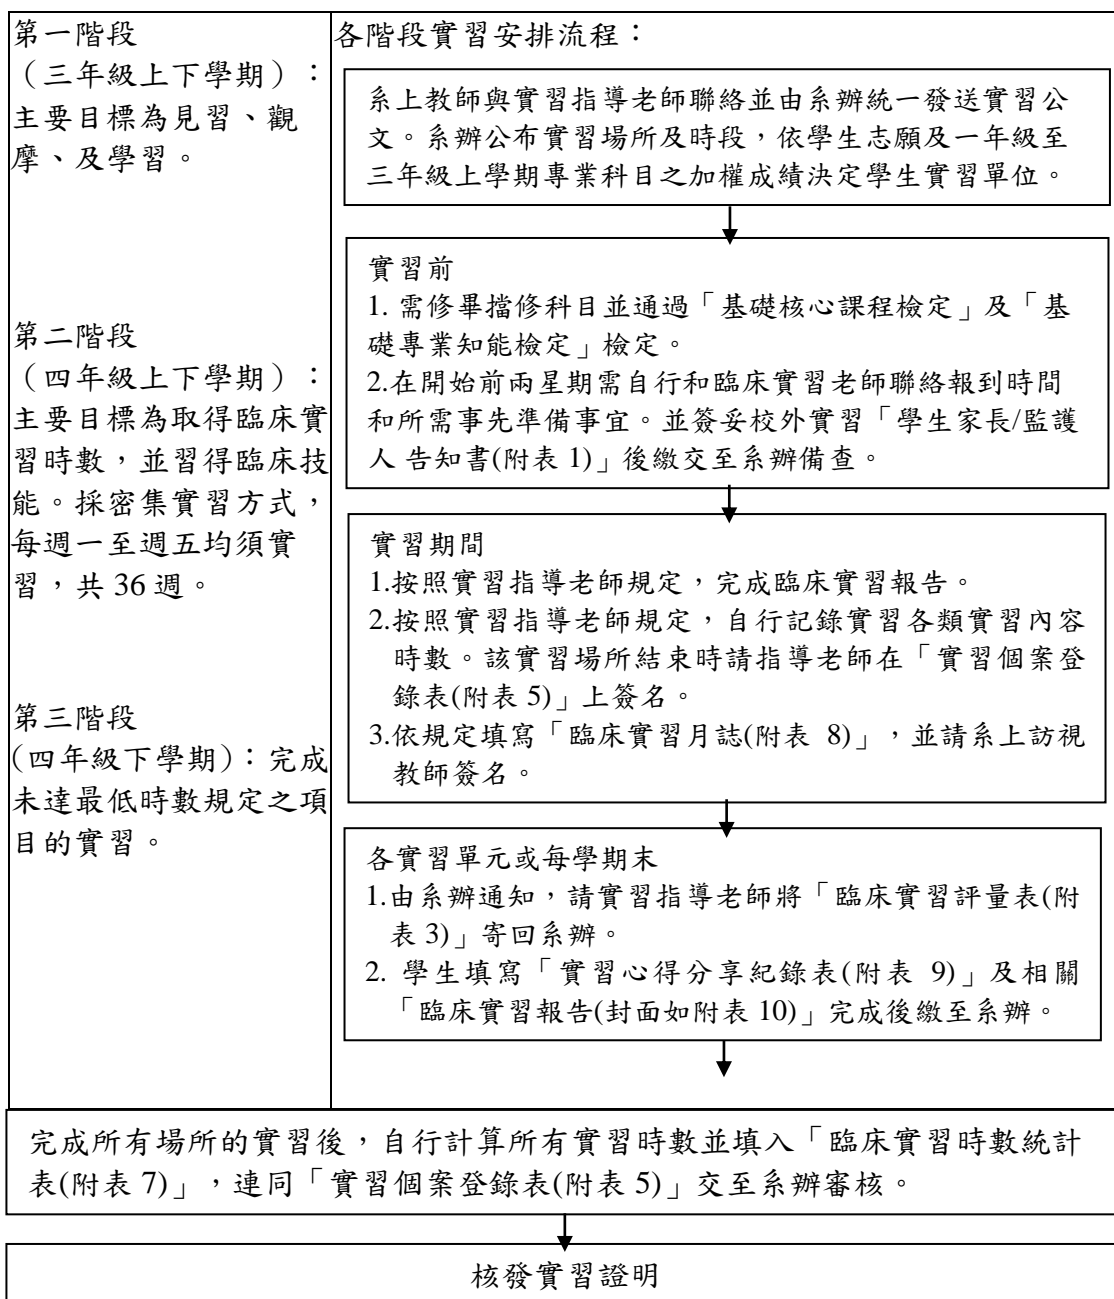 第一階段
（三年級上下學期）：
主要目標為見習、觀
摩、及學習。
第二階段
（四年級上下學期）：
主要目標為取得臨床實
習時數，並習得臨床技
能。採密集實習方式，
每週一至週五均須實
習，共 36 週。
第三階段
(四年級下學期)：完成
未達最低時數規定之項
目的實習。
各階段實習安排流程：
系上教師與實習指導老師聯絡並由系辦統一發送實習公
文。系辦公布實習場所及時段，依學生志願及一年級至
三年級上學期專業科目之加權成績決定學生實習單位。
實習前
1. 需修畢擋修科目並通過「基礎核心課程檢定」及「基
礎專業知能檢定」檢定。
2.在開始前兩星期需自行和臨床實習老師聯絡報到時間
和所需事先準備事宜。並簽妥校外實習「學生家長/監護
人 告知書(附表 1)」後繳交至系辦備查。
實習期間
1.按照實習指導老師規定，完成臨床實習報告。
2.按照實習指導老師規定，自行記錄實習各類實習內容
時數。該實習場所結束時請指導老師在「實習個案登
錄表(附表 5)」上簽名。
3.依規定填寫「臨床實習月誌(附表 8)」，並請系上訪視
教師簽名。
各實習單元或每學期末
1.由系辦通知，請實習指導老師將「臨床實習評量表(附
表 3)」寄回系辦。
2. 學生填寫「實習心得分享紀錄表(附表 9)」及相關
「臨床實習報告(封面如附表 10)」完成後繳至系辦。
完成所有場所的實習後，自行計算所有實習時數並填入「臨床實習時數統計
表(附表 7)」，連同「實習個案登錄表(附表 5)」交至系辦審核。
核發實習證明